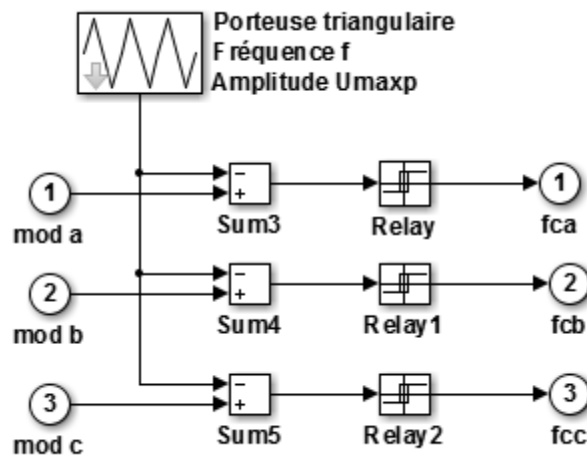 Porteuse triangulaire
Fréquence f
Amplitude Umaxp
1
mod a
−
+
Sum3
Relay
1
fca
2
mod b
−
+
Sum4
Relay1
2
fcb
3
mod c
−
+
Sum5
Relay2
3
fcc